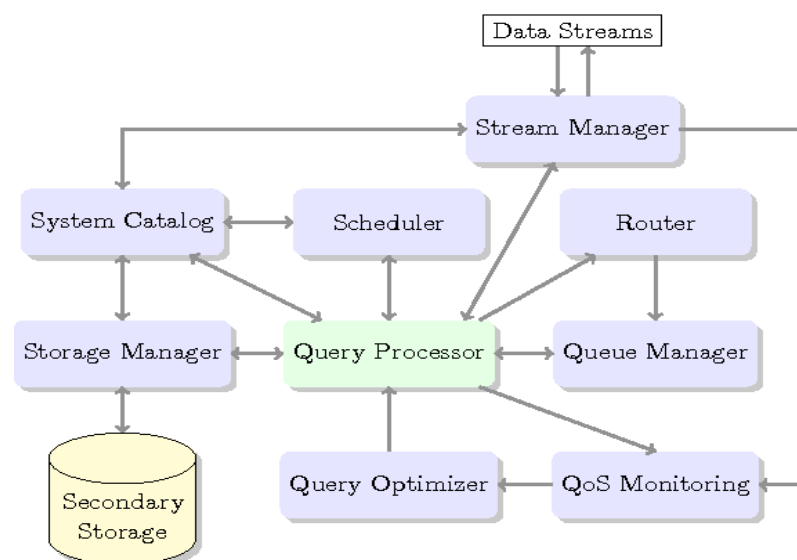 Data Streams
Stream Manager
System Catalog
Scheduler
Router
Storage Manager
Query Processor
Queue Manager
Secondary
Storage
Query Optimizer
QoS Monitoring